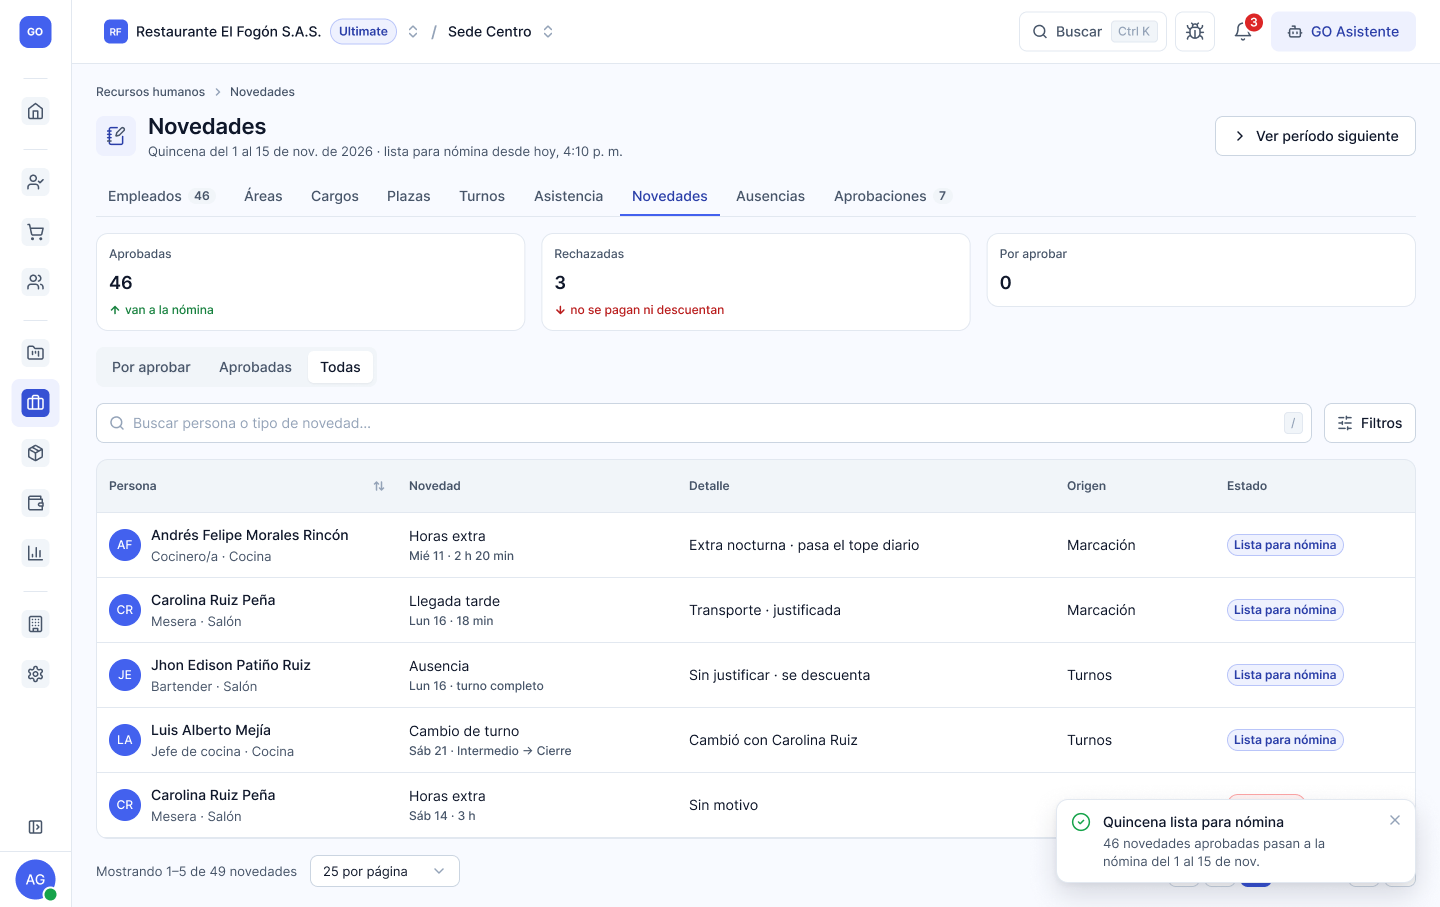 GO
RF Restaurante El Fogón S.A.S. Ultimate / Sede Centro
Buscar Ctrl K
3
GO Asistente
Recursos humanos > Novedades
Novedades
Quincena del 1 al 15 de nov. de 2026 · lista para nómina desde hoy, 4:10 p. m.
Ver período siguiente
Empleados 46 Áreas Cargos Plazas Turnos Asistencia Novedades Ausencias Aprobaciones 7
Aprobadas
46
↑ van a la nómina
Rechazadas
3
↓ no se pagan ni descuentan
Por aprobar
0
Por aprobar Aprobadas Todas
Buscar persona o tipo de novedad... /
Filtros
Persona Novedad Detalle Origen Estado
AF Andrés Felipe Morales Rincón
Cocinero/a · Cocina
Horas extra
Mié 11 · 2 h 20 min
Extra nocturna · pasa el tope diario
Marcación
Lista para nómina
CR Carolina Ruiz Peña
Mesera · Salón
Llegada tarde
Lun 16 · 18 min
Transporte · justificada
Marcación
Lista para nómina
JE Jhon Edison Patiño Ruiz
Bartender · Salón
Ausencia
Lun 16 · turno completo
Sin justificar · se descuenta
Turnos
Lista para nómina
LA Luis Alberto Mejía
Jefe de cocina · Cocina
Cambio de turno
Sáb 21 · Intermedio → Cierre
Cambió con Carolina Ruiz
Turnos
Lista para nómina
CR Carolina Ruiz Peña
Mesera · Salón
Horas extra
Sáb 14 · 3 h
Sin motivo
Quincena lista para nómina
46 novedades aprobadas pasan a la
nómina del 1 al 15 de nov.
Mostrando 1–5 de 49 novedades
25 por página
AG